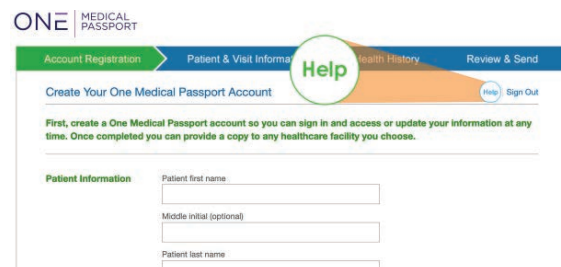 ONE MEDICAL PASSPORT
Account Registration
Patient & Visit Informa
Help
ealth History
Review & Send
Create Your One Medical Passport Account
Help
Sign Out
First, create a One Medical Passport account so you can sign in and access or update your information at any
time. Once completed you can provide a copy to any healthcare facility you choose.
Patient Information
Patient first name
Middle initial (optional)
Patient last name